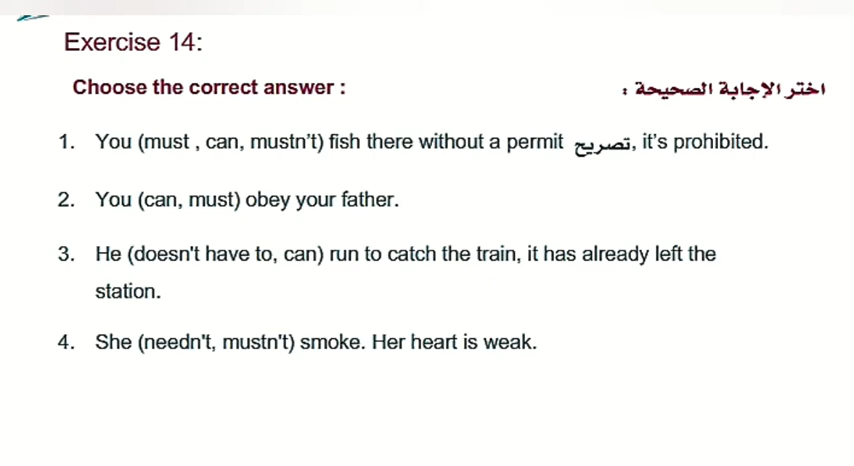 Exercise 14:
Choose the correct answer : اختر الإجابة الصحيحة :
1. You (must , can, mustn't) fish there without a permit تصريح, it's prohibited.
2. You (can, must) obey your father.
3. He (doesn't have to, can) run to catch the train, it has already left the
station.
4. She (needn't, mustn't) smoke. Her heart is weak.